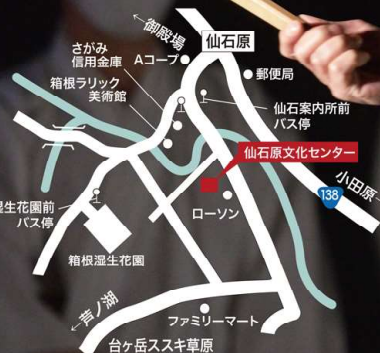 ←御殿場
仙石原
さがみ
信用金庫
Aコープ
郵便局
箱根ラリック
美術館
仙石案内所前
バス停
仙石原文化センター
小田原→
138
湿生花園前
バス停
ローソン
箱根湿生花園
←芦ノ湖
ファミリーマート
台ヶ岳ススキ草原